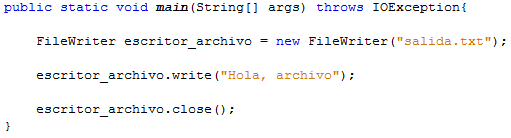 public static void main(String[] args) throws IOException{
FileWriter escritor_archivo = new FileWriter("salida.txt");
escritor_archivo.write("Hola, archivo");
escritor_archivo.close();
}